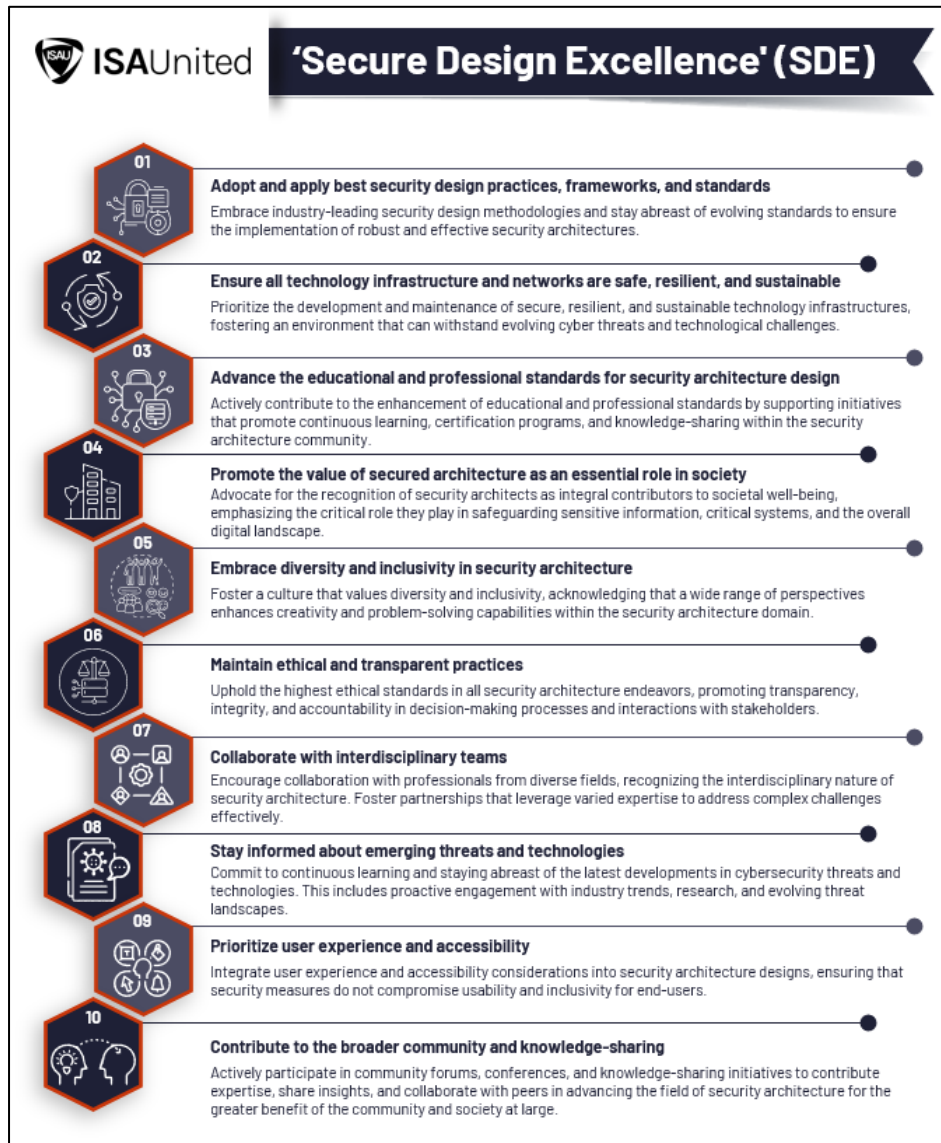 ISAU ISAUnited
'Secure Design Excellence' (SDE)
01
Adopt and apply best security design practices, frameworks, and standards
Embrace industry-leading security design methodologies and stay abreast of evolving standards to ensure
the implementation of robust and effective security architectures.
02
Ensure all technology infrastructure and networks are safe, resilient, and sustainable
Prioritize the development and maintenance of secure, resilient, and sustainable technology infrastructures,
fostering an environment that can withstand evolving cyber threats and technological challenges.
03
Advance the educational and professional standards for security architecture design
Actively contribute to the enhancement of educational and professional standards by supporting initiatives
that promote continuous learning, certification programs, and knowledge-sharing within the security
architecture community.
04
Promote the value of secured architecture as an essential role in society
Advocate for the recognition of security architects as integral contributors to societal well-being,
emphasizing the critical role they play in safeguarding sensitive information, critical systems, and the overall
digital landscape.
05
Embrace diversity and inclusivity in security architecture
Foster a culture that values diversity and inclusivity, acknowledging that a wide range of perspectives
enhances creativity and problem-solving capabilities within the security architecture domain.
06
Maintain ethical and transparent practices
Uphold the highest ethical standards in all security architecture endeavors, promoting transparency,
integrity, and accountability in decision-making processes and interactions with stakeholders.
07
Collaborate with interdisciplinary teams
Encourage collaboration with professionals from diverse fields, recognizing the interdisciplinary nature of
security architecture. Foster partnerships that leverage varied expertise to address complex challenges
effectively.
08
Stay informed about emerging threats and technologies
Commit to continuous learning and staying abreast of the latest developments in cybersecurity threats and
technologies. This includes proactive engagement with industry trends, research, and evolving threat
landscapes.
09
Prioritize user experience and accessibility
Integrate user experience and accessibility considerations into security architecture designs, ensuring that
security measures do not compromise usability and inclusivity for end-users.
10
Contribute to the broader community and knowledge-sharing
Actively participate in community forums, conferences, and knowledge-sharing initiatives to contribute
expertise, share insights, and collaborate with peers in advancing the field of security architecture for the
greater benefit of the community and society at large.